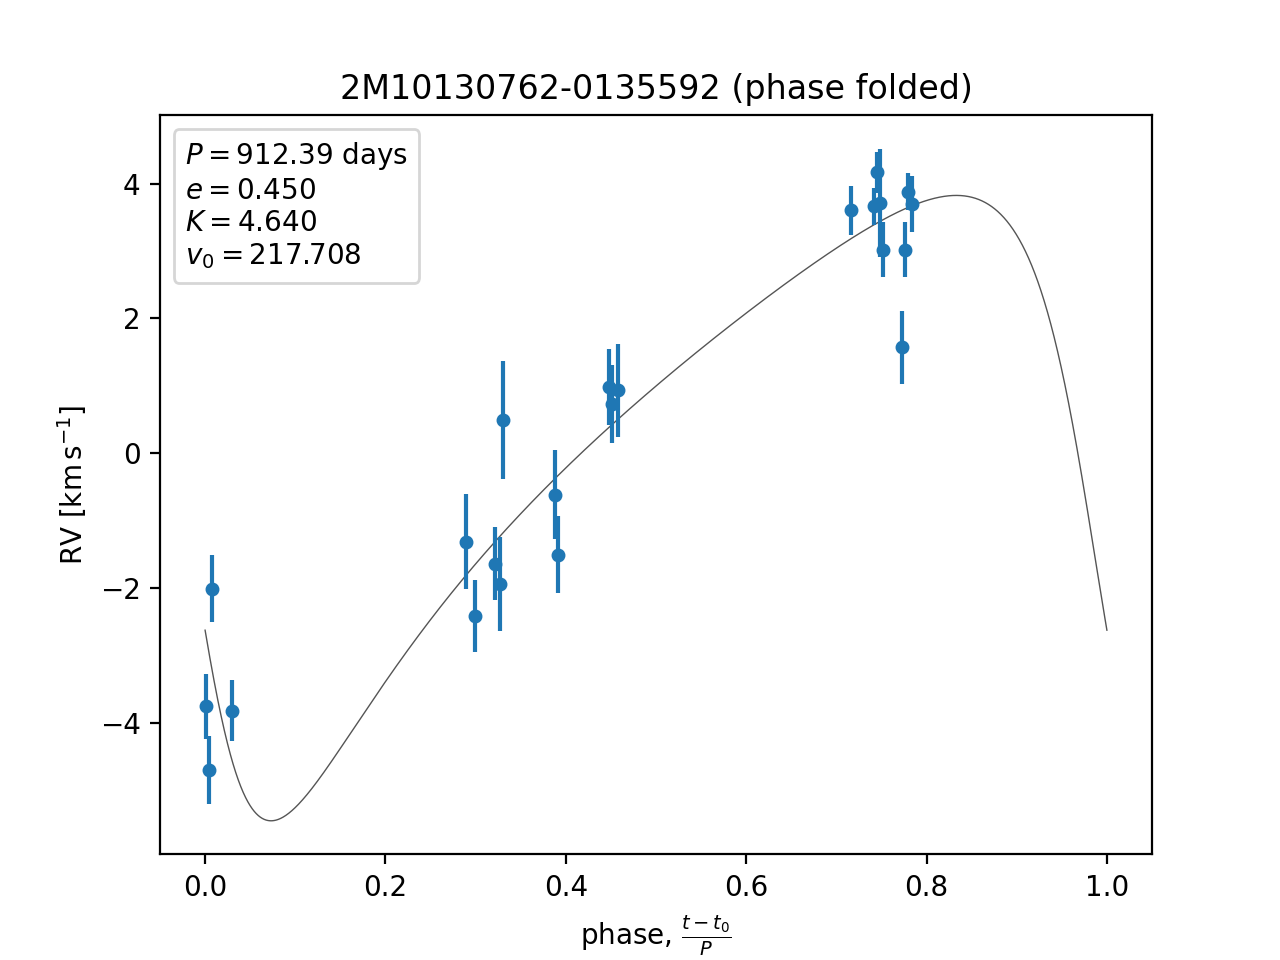 2M10130762-0135592 (phase folded)
P = 912.39 days
e = 0.450
K = 4.640
v₀ = 217.708
4
2
0
−2
−4
RV [km s⁻¹]
0.0 0.2 0.4 0.6 0.8 1.0
phase, (t − t₀)/P